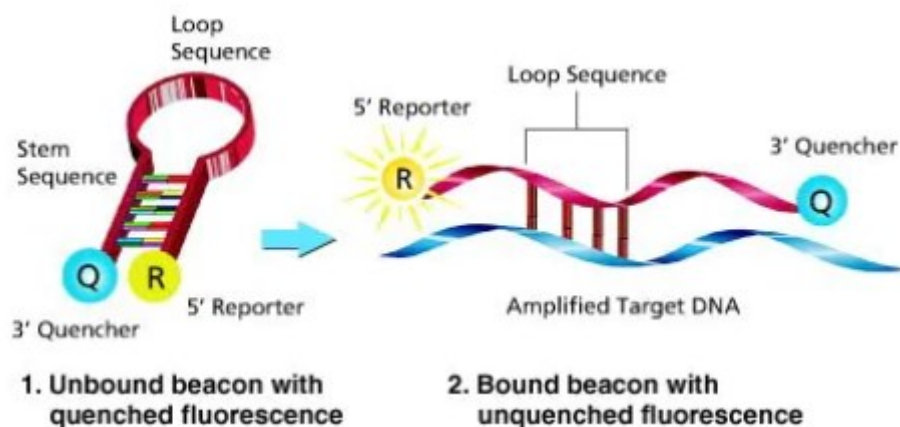 Loop
Sequence
Stem
Sequence
Q
R
5' Reporter
3' Quencher
1. Unbound beacon with
quenched fluorescence
Loop Sequence
5' Reporter
R
3' Quencher
Q
Amplified Target DNA
2. Bound beacon with
unquenched fluorescence